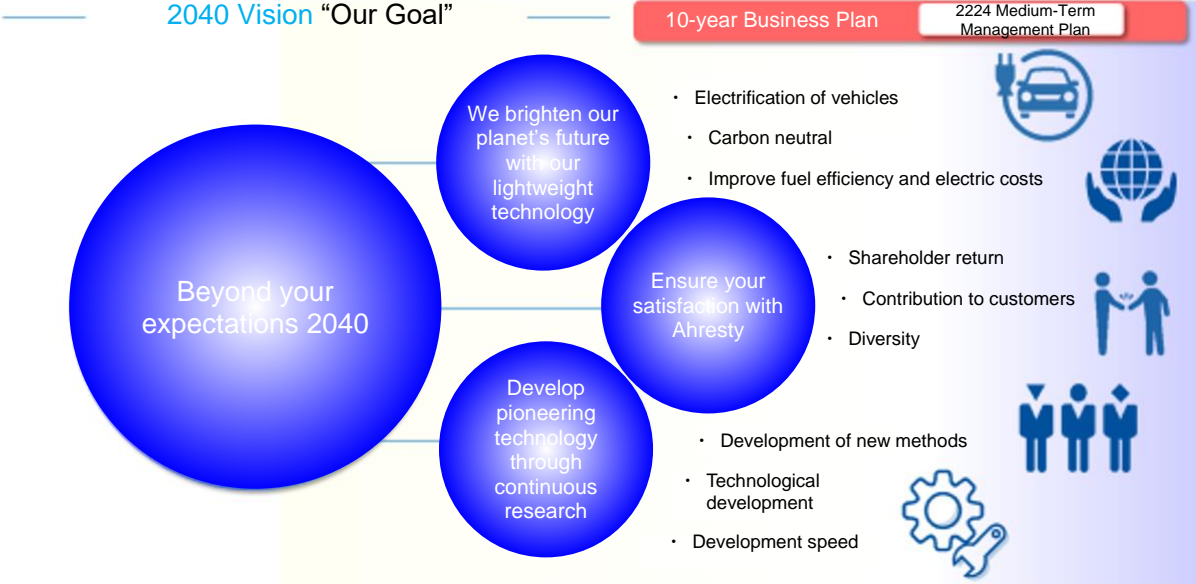 2040 Vision “Our Goal”
10-year Business Plan
2224 Medium-Term
Management Plan
Beyond your
expectations 2040
We brighten our
planet's future
with our
lightweight
technology
・ Electrification of vehicles
・ Carbon neutral
・ Improve fuel efficiency and electric costs
Ensure your
satisfaction with
Ahresty
・ Shareholder return
・ Contribution to customers
・ Diversity
Develop
pioneering
technology
through
continuous
research
・ Development of new methods
・ Technological
development
・ Development speed